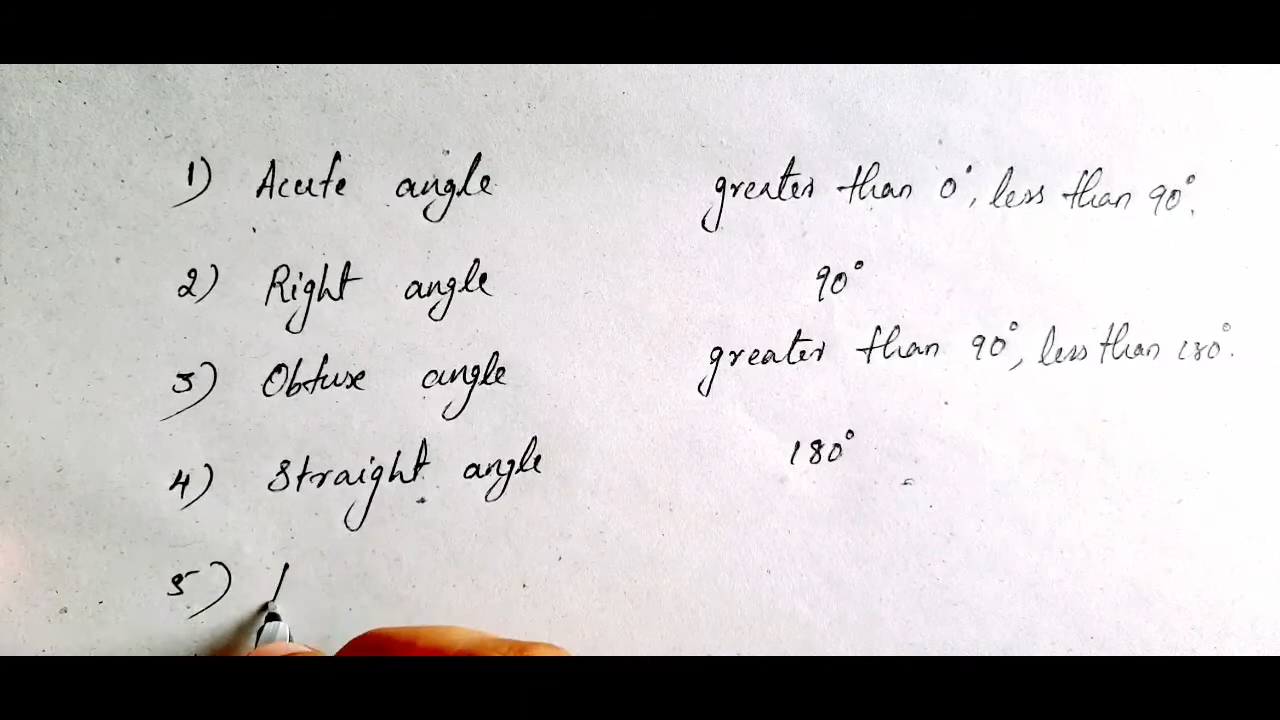 1) Acute angle greater than 0°, less than 90°.
2) Right angle 90°
3) Obtuse angle greater than 90°, less than 180°.
4) Straight angle 180°
5)